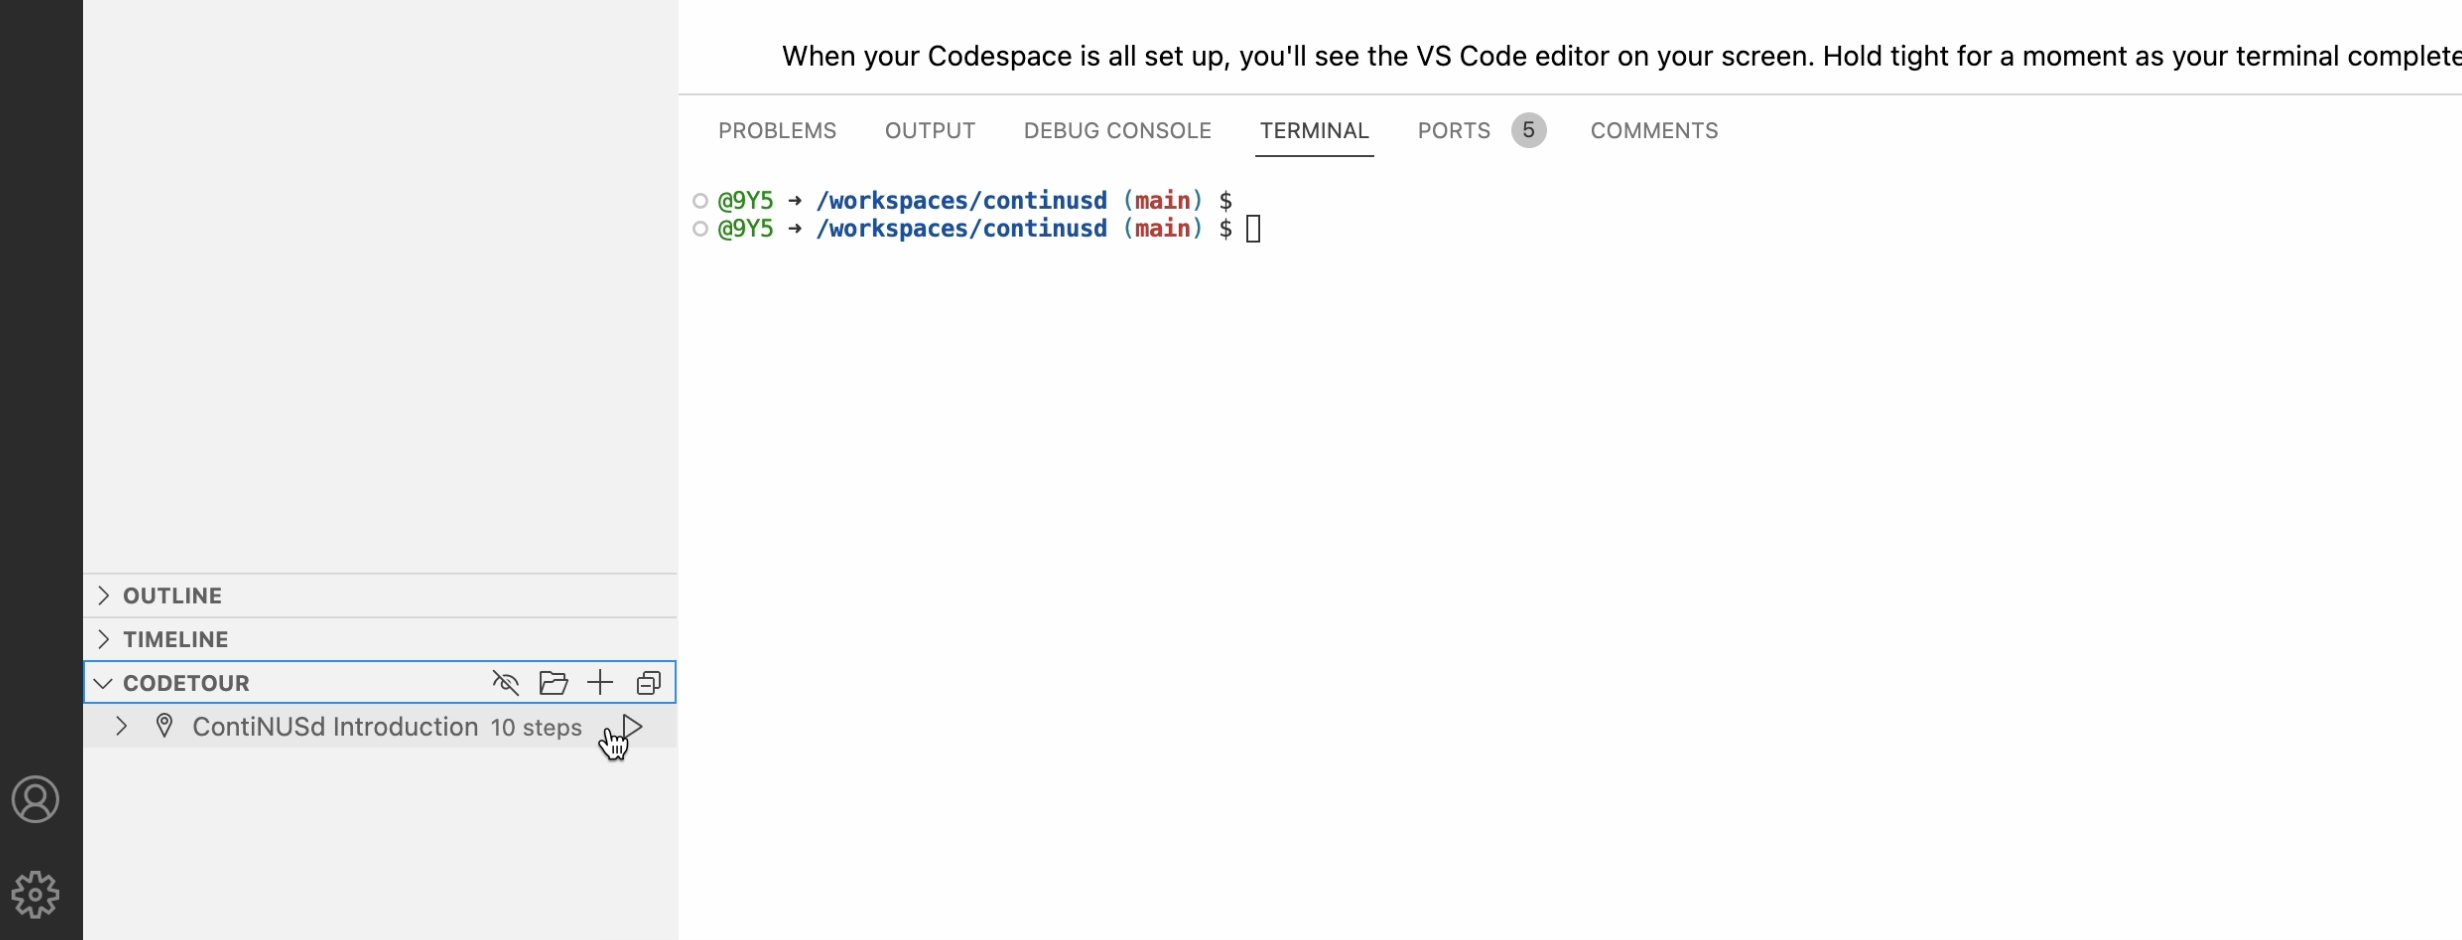 When your Codespace is all set up, you'll see the VS Code editor on your screen. Hold tight for a moment as your terminal complete
PROBLEMS OUTPUT DEBUG CONSOLE TERMINAL PORTS 5 COMMENTS
@9Y5 → /workspaces/continusd (main) $
@9Y5 → /workspaces/continusd (main) $
OUTLINE
TIMELINE
CODETOUR
ContiNUSd Introduction 10 steps